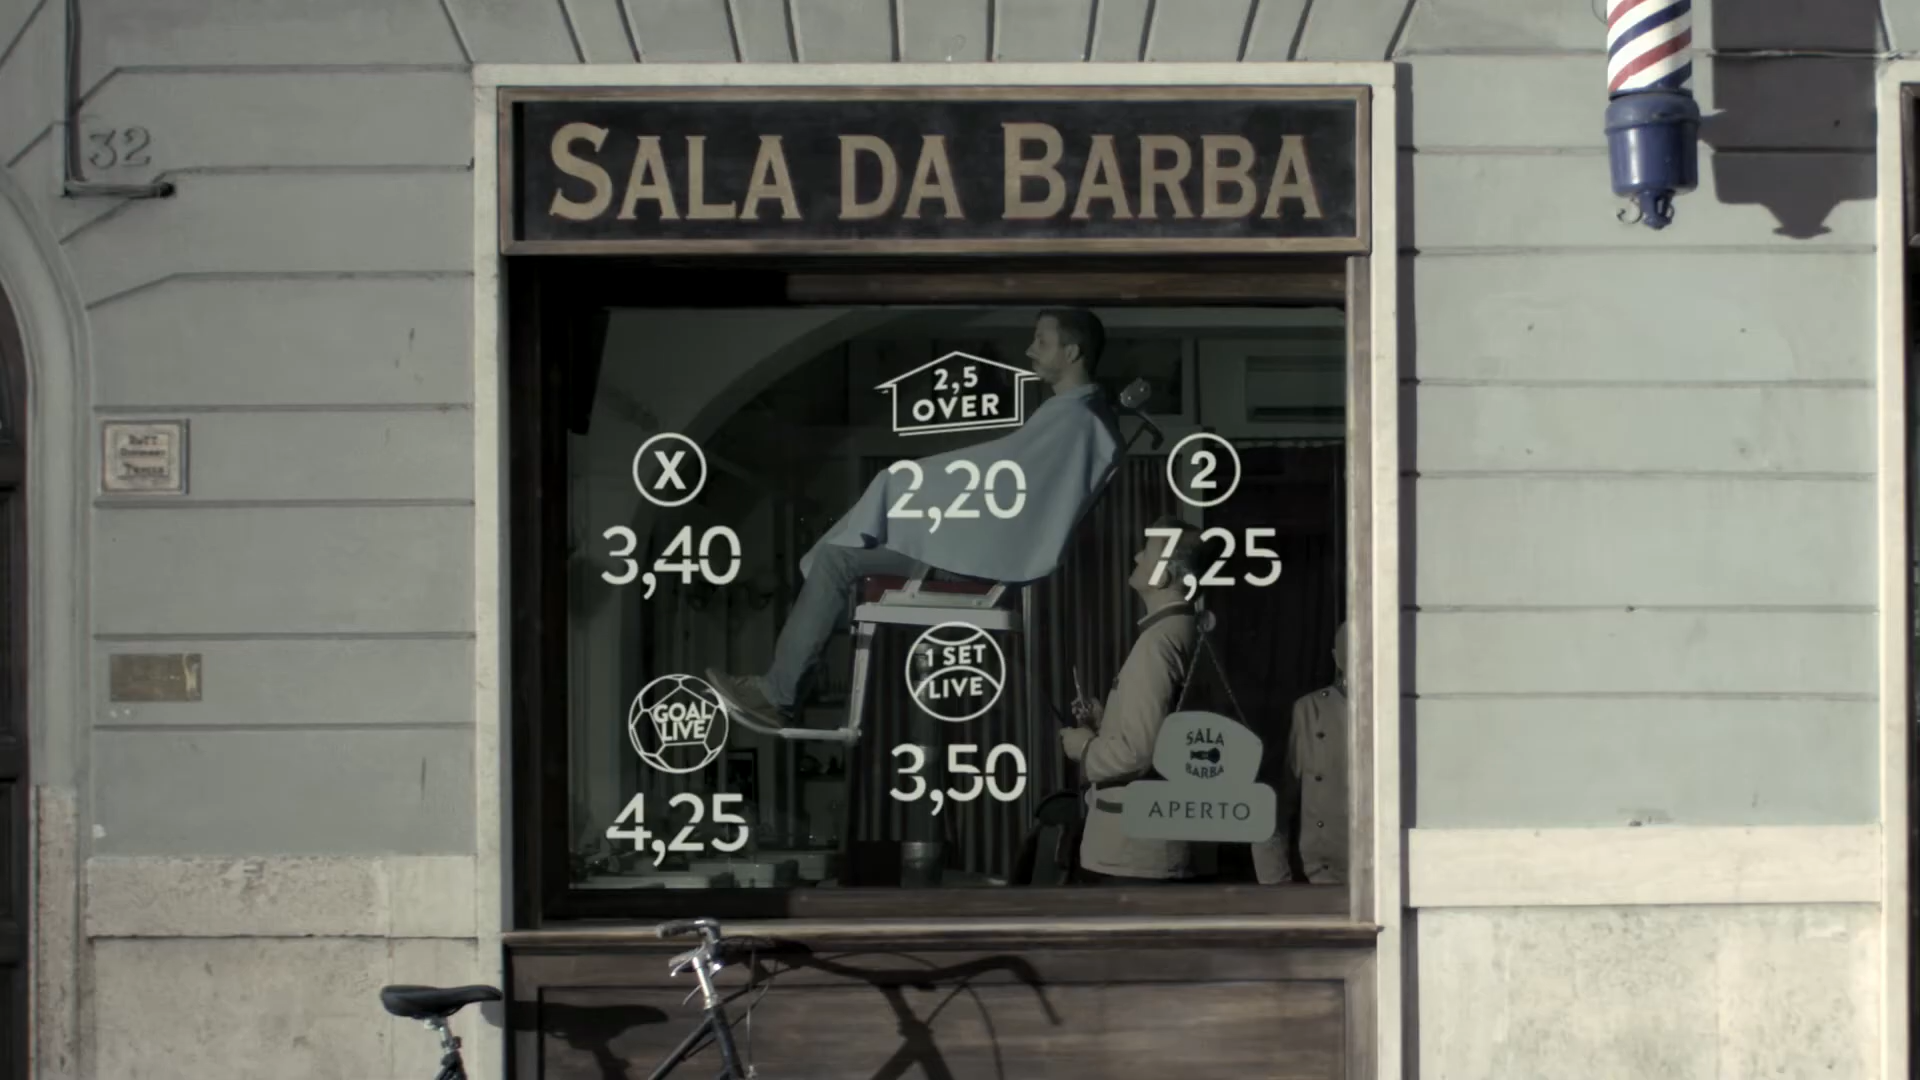 32
SALA DA BARBA
2,5
OVER
2,20
X
3,40
2
7,25
1 SET
LIVE
3,50
GOAL
LIVE
4,25
SALA
BARBA
APERTO